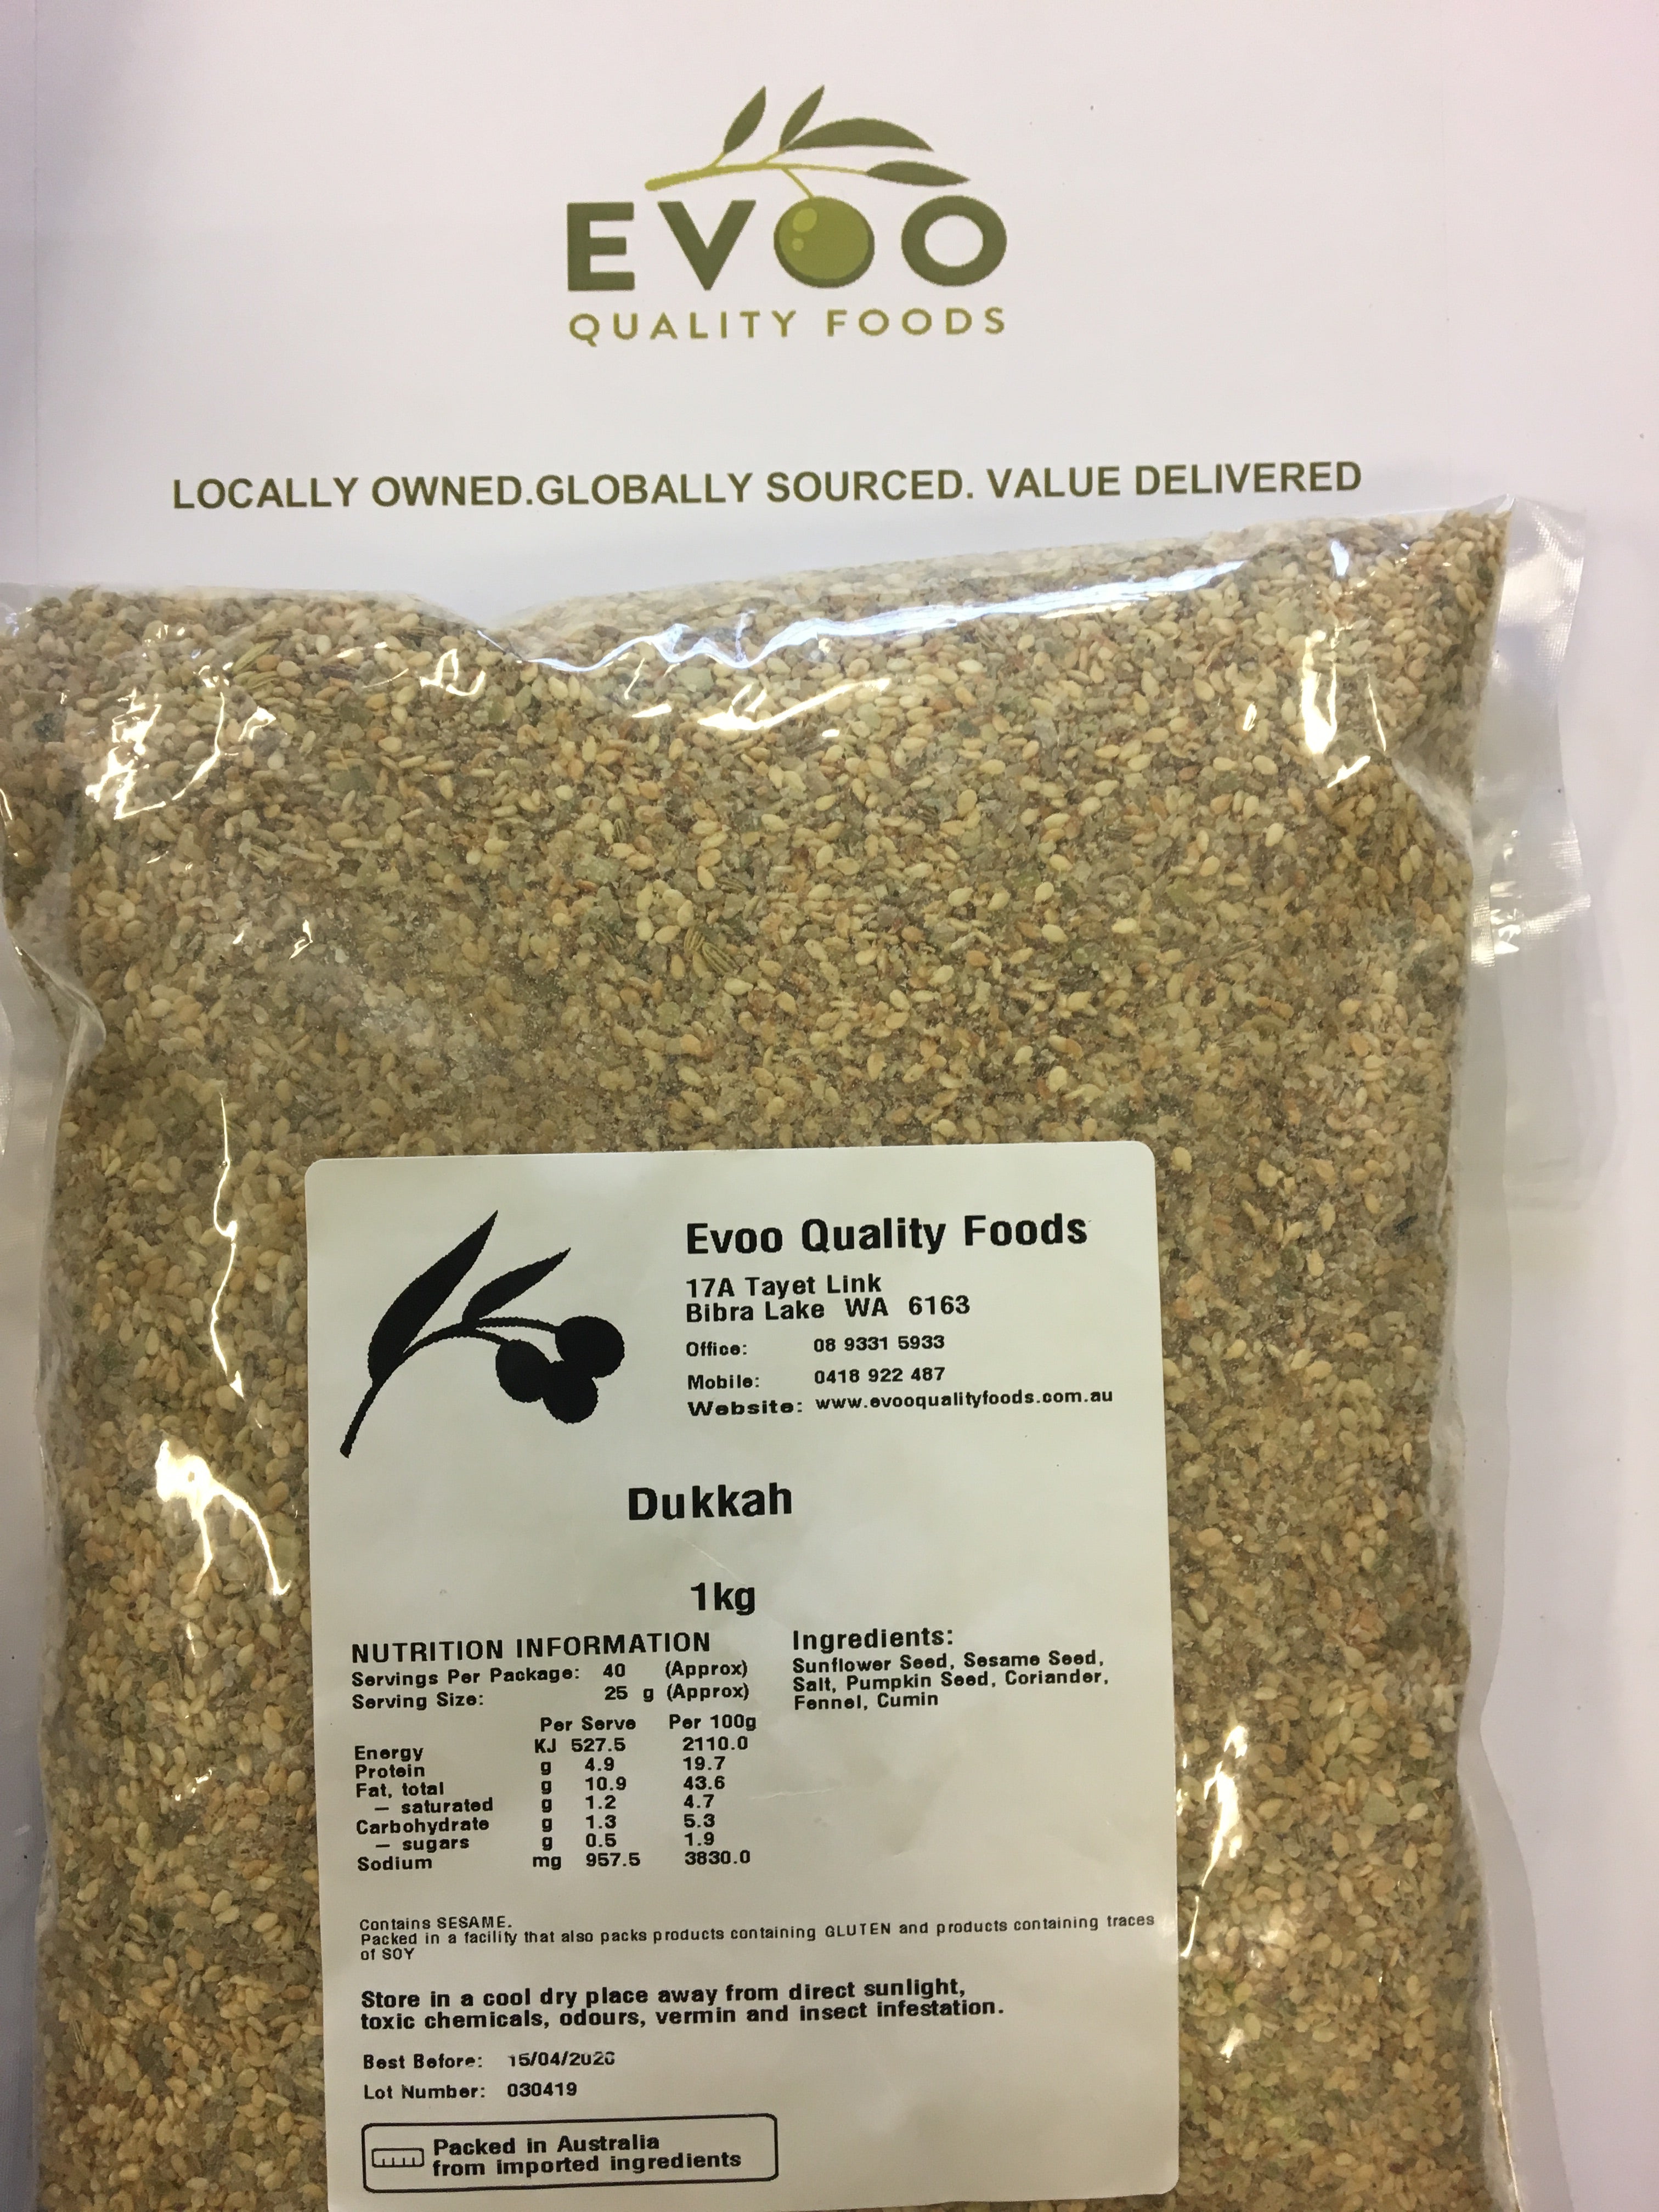 EVOO
QUALITY FOODS
LOCALLY OWNED.GLOBALLY SOURCED. VALUE DELIVERED
Evoo Quality Foods
17A Tayet Link
Bibra Lake WA 6163
Office: 08 9331 5933
Mobile: 0418 922 487
Website: www.evooqualityfoods.com.au
Dukkah
1kg
NUTRITION INFORMATION
Servings Per Package: 40 (Approx)
Serving Size: 25 g (Approx)
Per Serve Per 100g
Energy KJ 527.5 2110.0
Protein g 4.9 19.7
Fat, total g 10.9 43.6
— saturated g 1.2 4.7
Carbohydrate g 1.3 5.3
— sugars g 0.5 1.9
Sodium mg 957.5 3830.0
Ingredients:
Sunflower Seed, Sesame Seed,
Salt, Pumpkin Seed, Coriander,
Fennel, Cumin
Contains SESAME.
Packed in a facility that also packs products containing GLUTEN and products containing traces
of SOY
Store in a cool dry place away from direct sunlight,
toxic chemicals, odours, vermin and insect infestation.
Best Before:
Lot Number: 030419
Packed in Australia
from imported ingredients